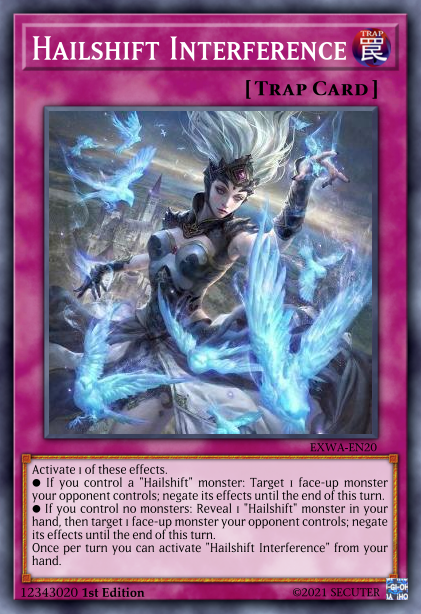 Hailshift Interference
TRAP
罠
[Trap Card]
EXWA-EN20
Activate 1 of these effects.
● If you control a "Hailshift" monster: Target 1 face-up monster
your opponent controls; negate its effects until the end of this turn.
● If you control no monsters: Reveal 1 "Hailshift" monster in your
hand, then target 1 face-up monster your opponent controls; negate
its effects until the end of this turn.
Once per turn you can activate "Hailshift Interference" from your
hand.
12343020 1st Edition
©2021 SECUTER